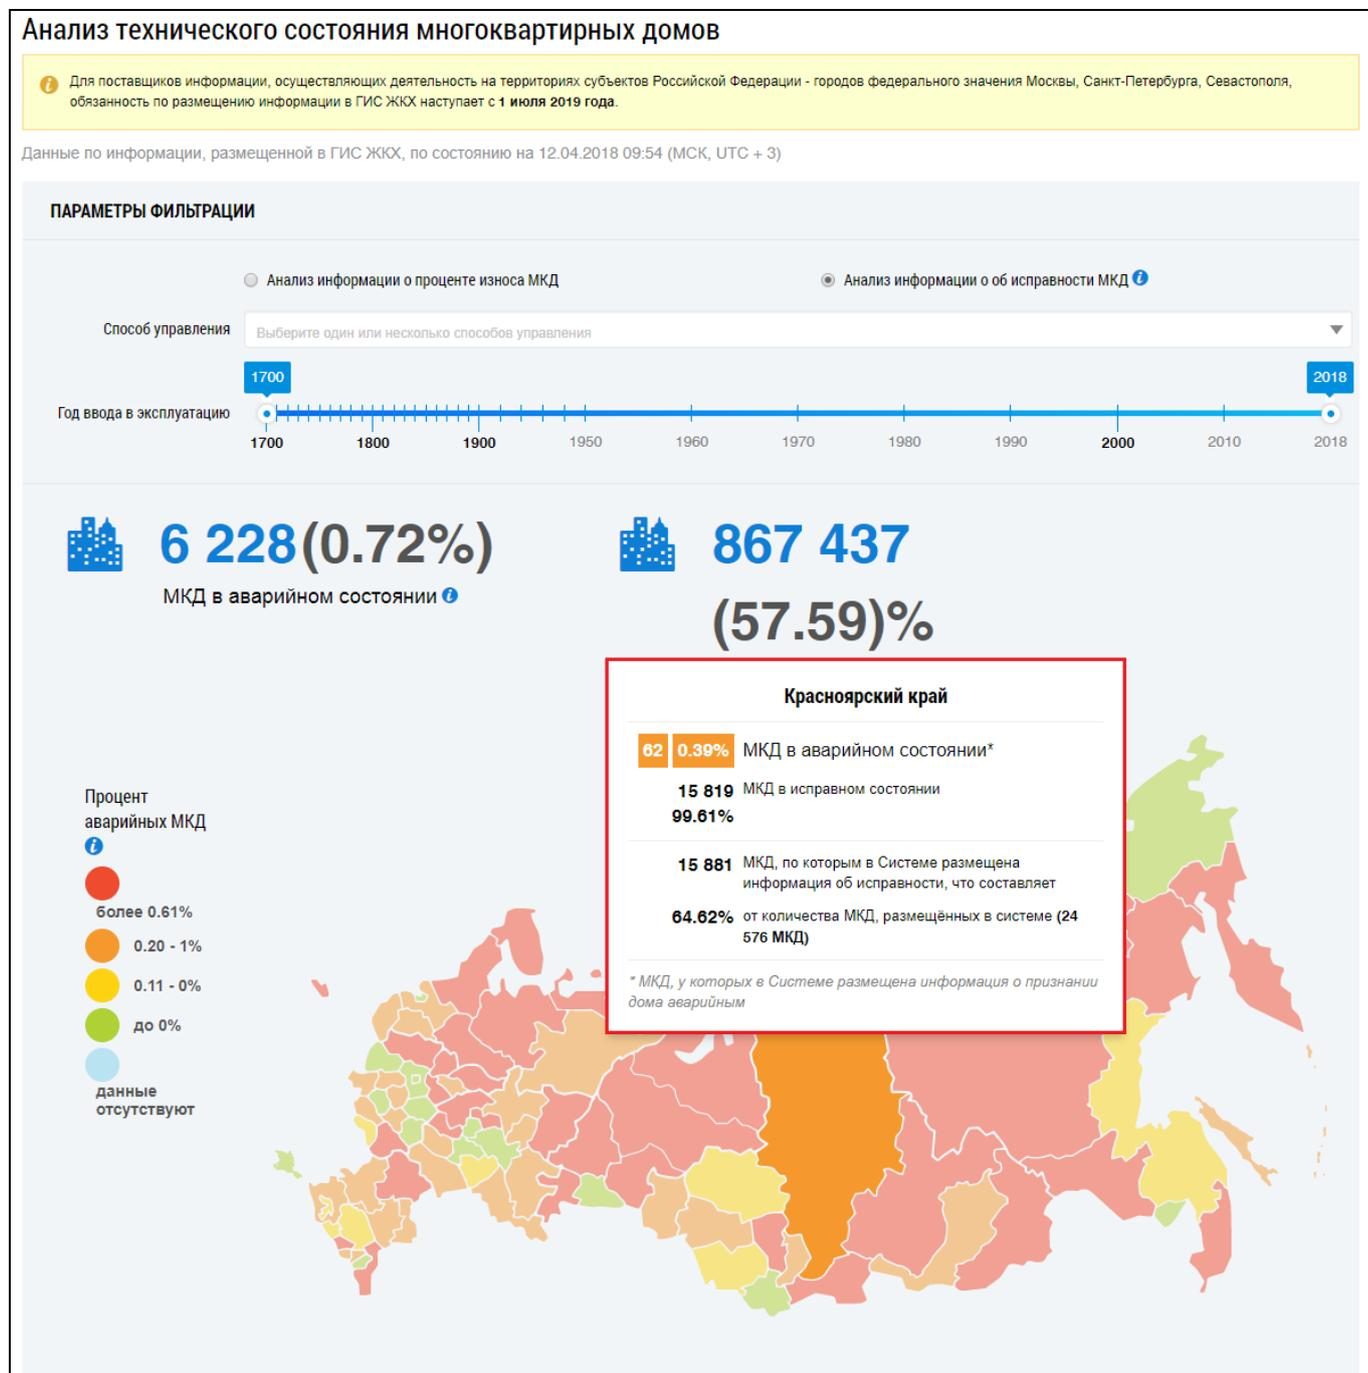 Анализ технического состояния многоквартирных домов
Для поставщиков информации, осуществляющих деятельность на территориях субъектов Российской Федерации - городов федерального значения Москвы, Санкт-Петербурга, Севастополя,
обязанность по размещению информации в ГИС ЖКХ наступает с 1 июля 2019 года.
Данные по информации, размещенной в ГИС ЖКХ, по состоянию на 12.04.2018 09:54 (МСК, UTC + 3)
ПАРАМЕТРЫ ФИЛЬТРАЦИИ
Анализ информации о проценте износа МКД
Анализ информации о об исправности МКД
Способ управления
Выберите один или несколько способов управления
1700
2018
Год ввода в эксплуатацию
1700 1800 1900 1950 1960 1970 1980 1990 2000 2010 2018
6 228 (0.72%)
МКД в аварийном состоянии
867 437
(57.59)%
Красноярский край
62 0.39% МКД в аварийном состоянии*
15 819 МКД в исправном состоянии
99.61%
15 881 МКД, по которым в Системе размещена
информация об исправности, что составляет
64.62% от количества МКД, размещённых в системе (24
576 МКД)
* МКД, у которых в Системе размещена информация о признании
дома аварийным
Процент
аварийных МКД
более 0.61%
0.20 - 1%
0.11 - 0%
до 0%
данные
отсутствуют